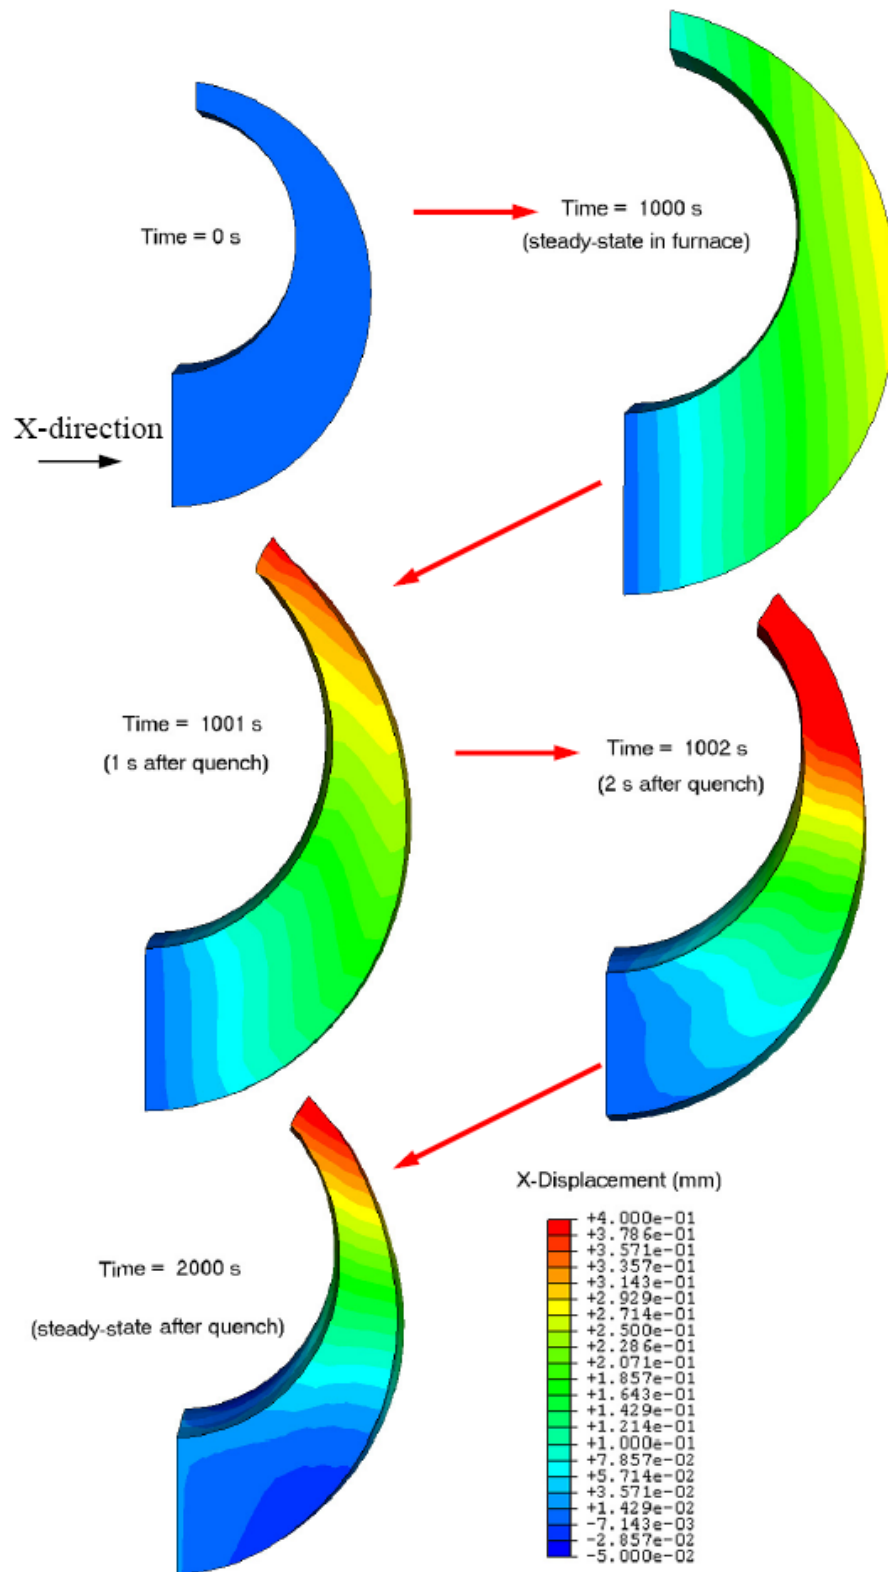 Time = 0 s
Time = 1000 s
(steady-state in furnace)
X-direction
Time = 1001 s
(1 s after quench)
Time = 1002 s
(2 s after quench)
X-Displacement (mm)
Time = 2000 s
(steady-state after quench)
+4.000e-01
+3.786e-01
+3.571e-01
+3.357e-01
+3.143e-01
+2.929e-01
+2.714e-01
+2.500e-01
+2.286e-01
+2.071e-01
+1.857e-01
+1.643e-01
+1.429e-01
+1.214e-01
+1.000e-01
+7.857e-02
+5.714e-02
+3.571e-02
+1.429e-02
-7.143e-03
-2.857e-02
-5.000e-02